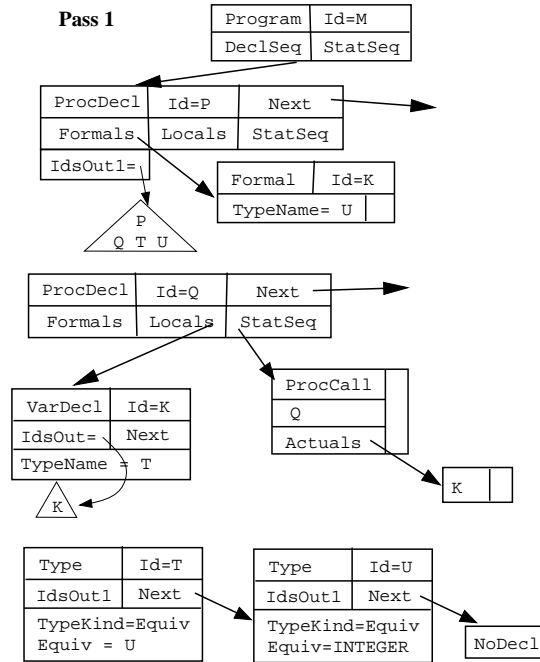 Pass 1
Program Id=M
DeclSeq StatSeq
ProcDecl Id=P Next
Formals Locals StatSeq
IdsOut1=
Formal Id=K
TypeName= U
P
Q T U
ProcDecl Id=Q Next
Formals Locals StatSeq
ProcCall
Q
Actuals
VarDecl Id=K
IdsOut= Next
TypeName = T
K
K
Type Id=T
IdsOut1 Next
TypeKind=Equiv
Equiv = U
Type Id=U
IdsOut1 Next
TypeKind=Equiv
Equiv=INTEGER
NoDecl